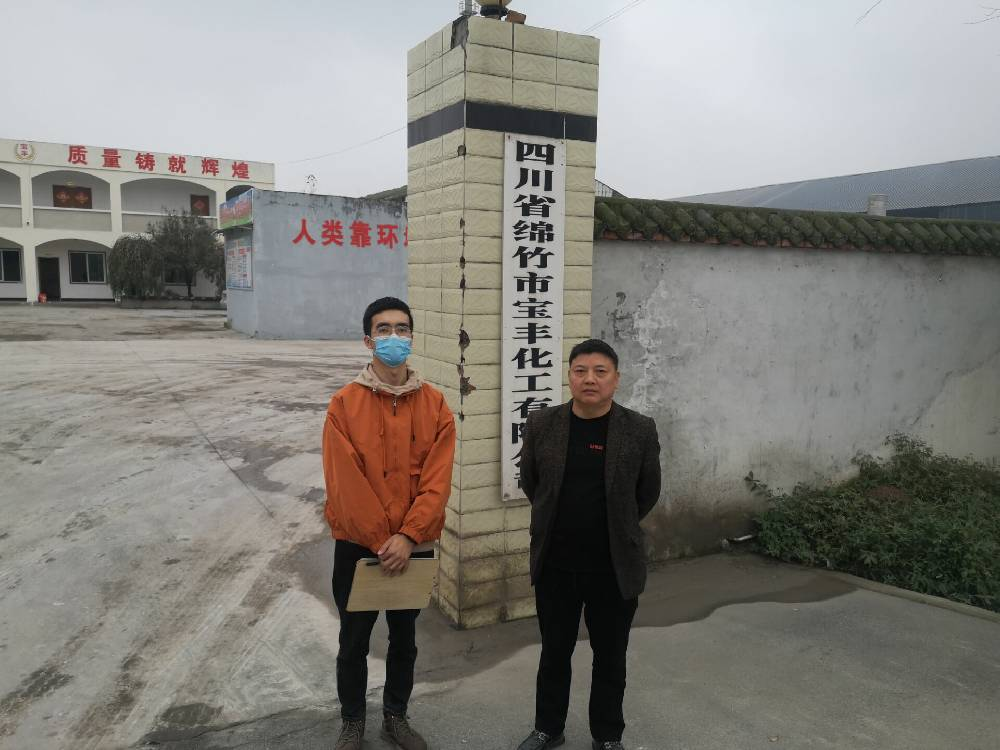 质量铸就辉煌
人类靠环
四川省绵竹市宝丰化工有限公司